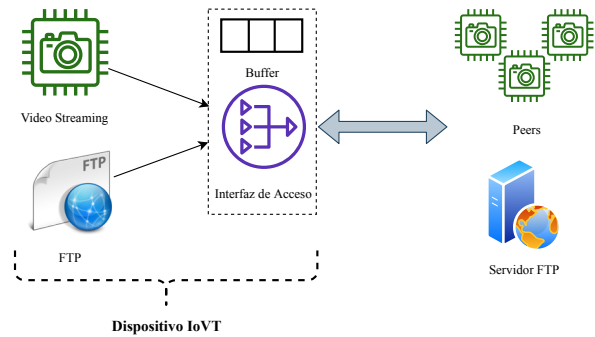 Buffer
Video Streaming
Peers
FTP
Interfaz de Acceso
FTP
Servidor FTP
Dispositivo IoVT